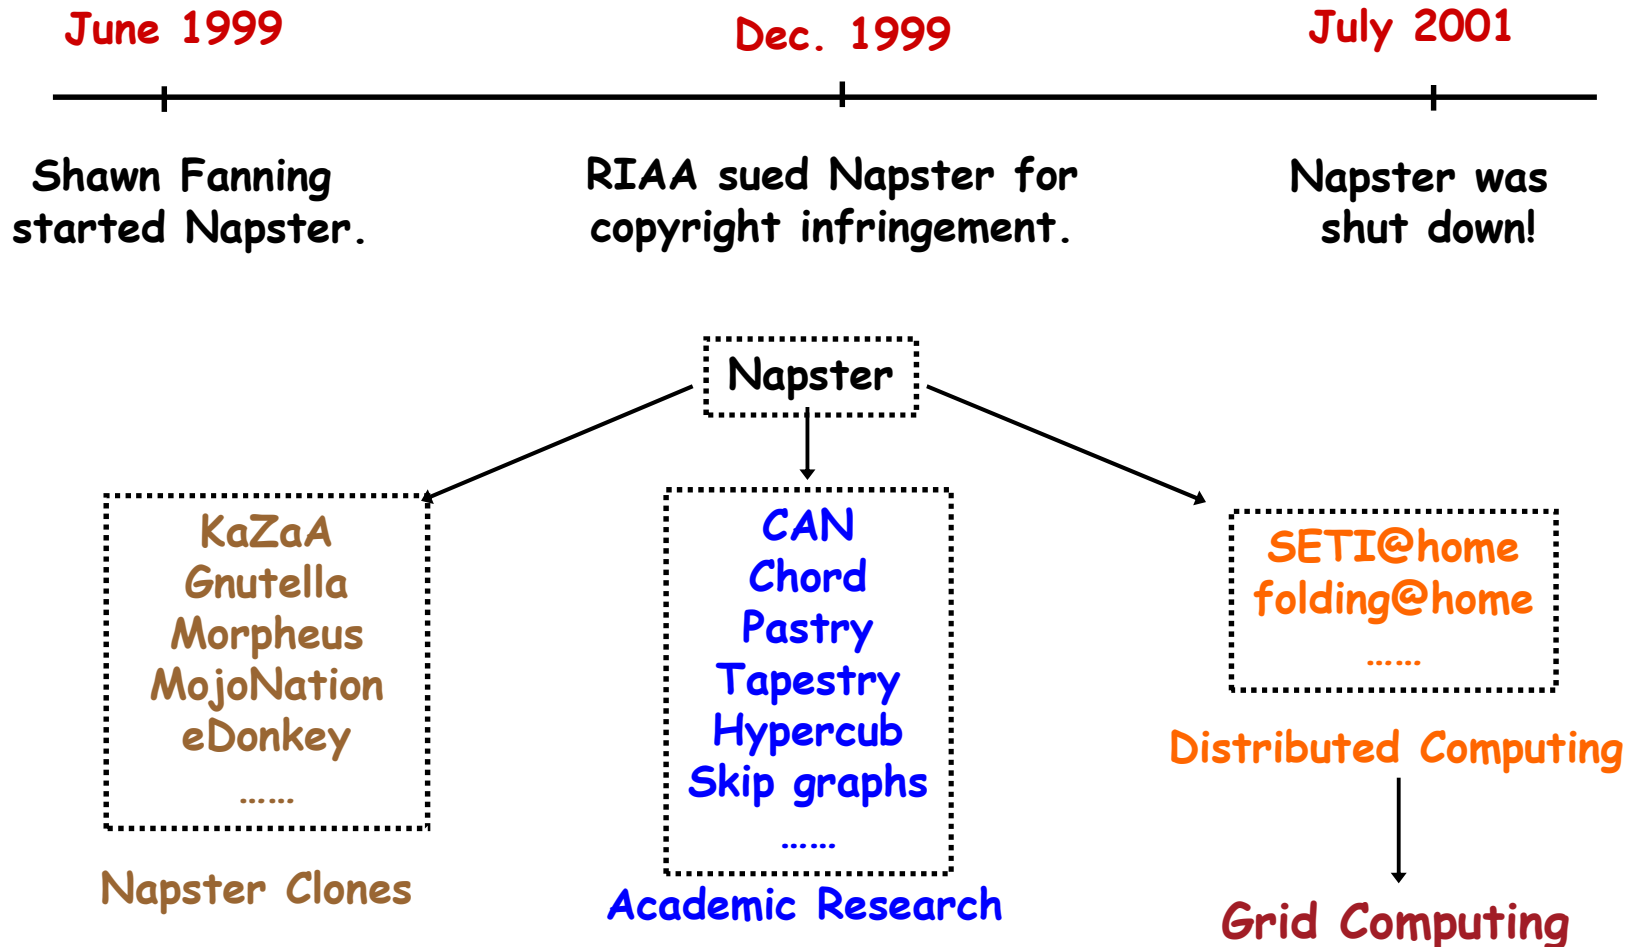 June 1999
Dec. 1999
July 2001
Shawn Fanning
started Napster.
RIAA sued Napster for
copyright infringement.
Napster was
shut down!
Napster
KaZaA
Gnutella
Morpheus
MojoNation
eDonkey
......
Napster Clones
CAN
Chord
Pastry
Tapestry
Hypercub
Skip graphs
......
Academic Research
SETI@home
folding@home
......
Distributed Computing
Grid Computing